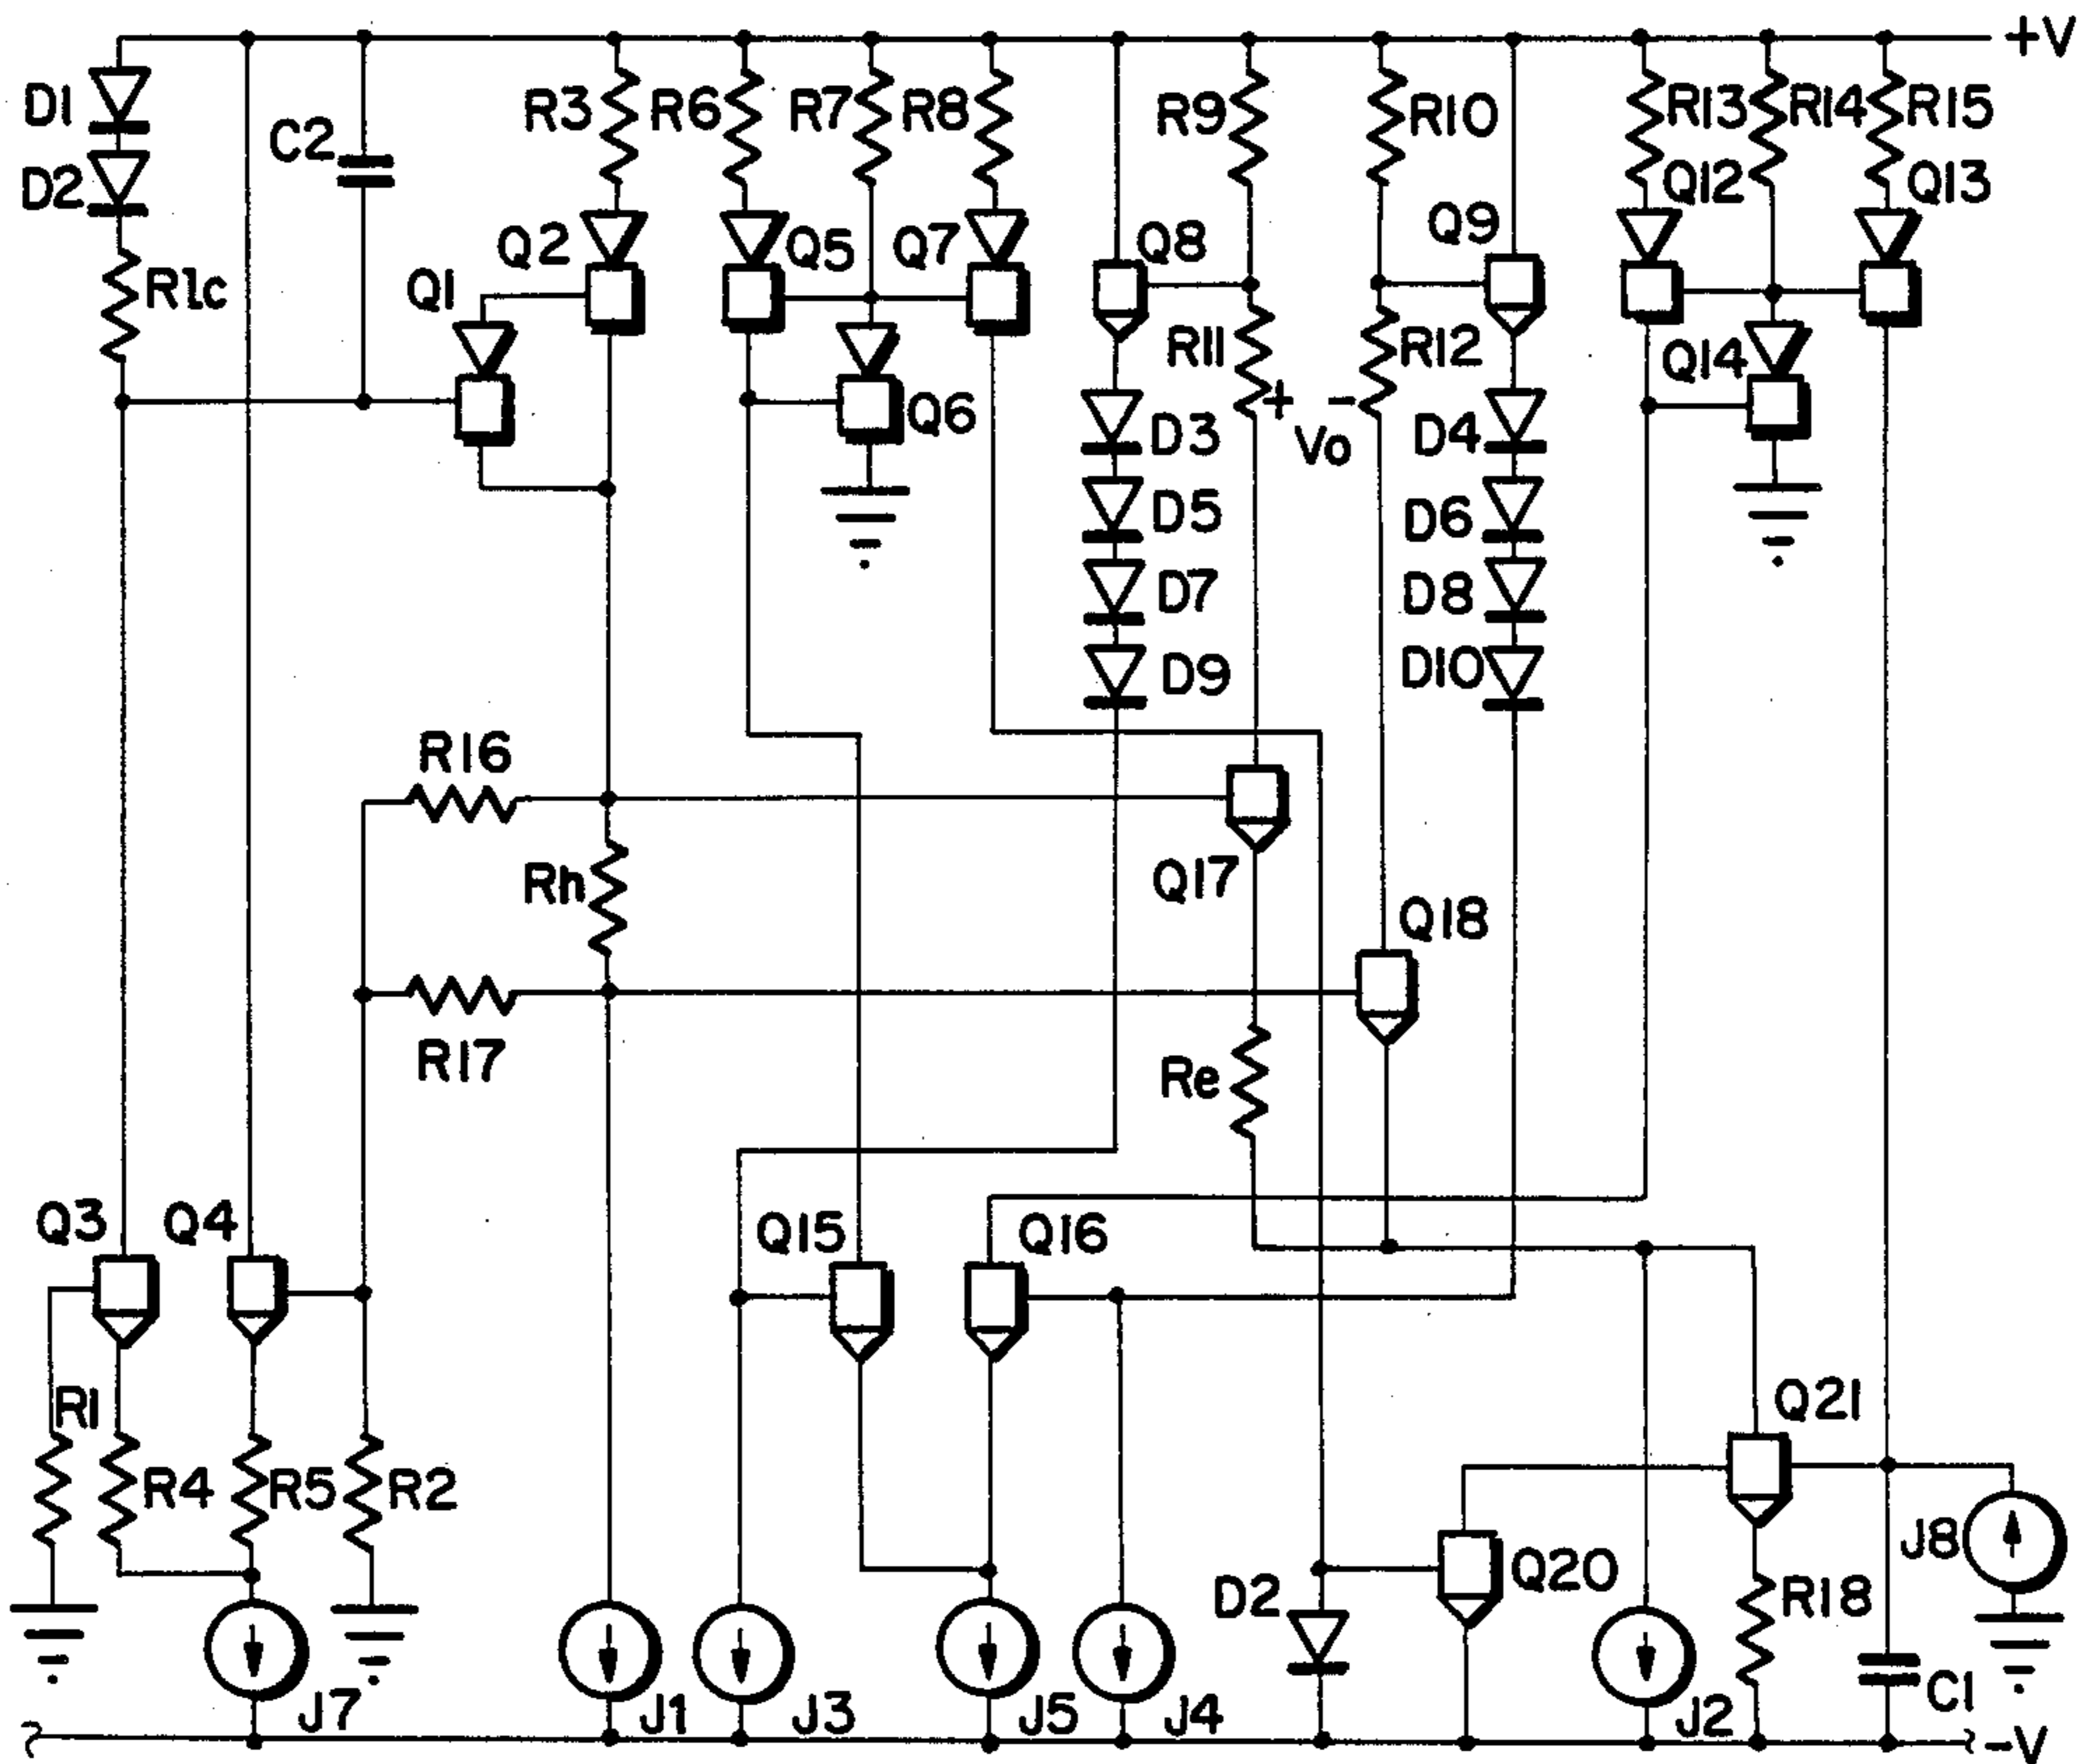 +V
D1
C2
R3
R6
R7
R8
R9
R10
R13
R14
R15
D2
Q2
Q5
Q7
Q8
Q9
Q12
Q13
R1c
Q1
R11
R12
Q14
Q6
+ -
Vo
D3
D4
D5
D6
D7
D8
D9
D10
R16
Rh
Q17
Q18
R17
Re
Q3
Q4
Q15
Q16
R1
Q21
R4
R5
R2
J8
D2
Q20
R18
J7
J1
J3
J5
J4
J2
C1
-V